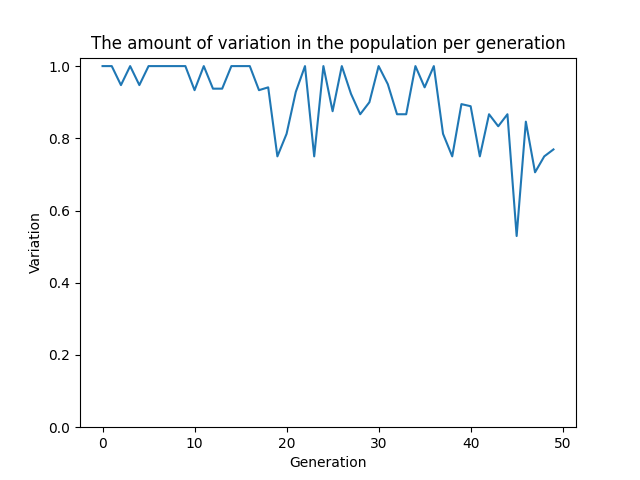 The amount of variation in the population per generation
1.0
0.8
0.6
0.4
0.2
0.0
Variation
0 10 20 30 40 50
Generation